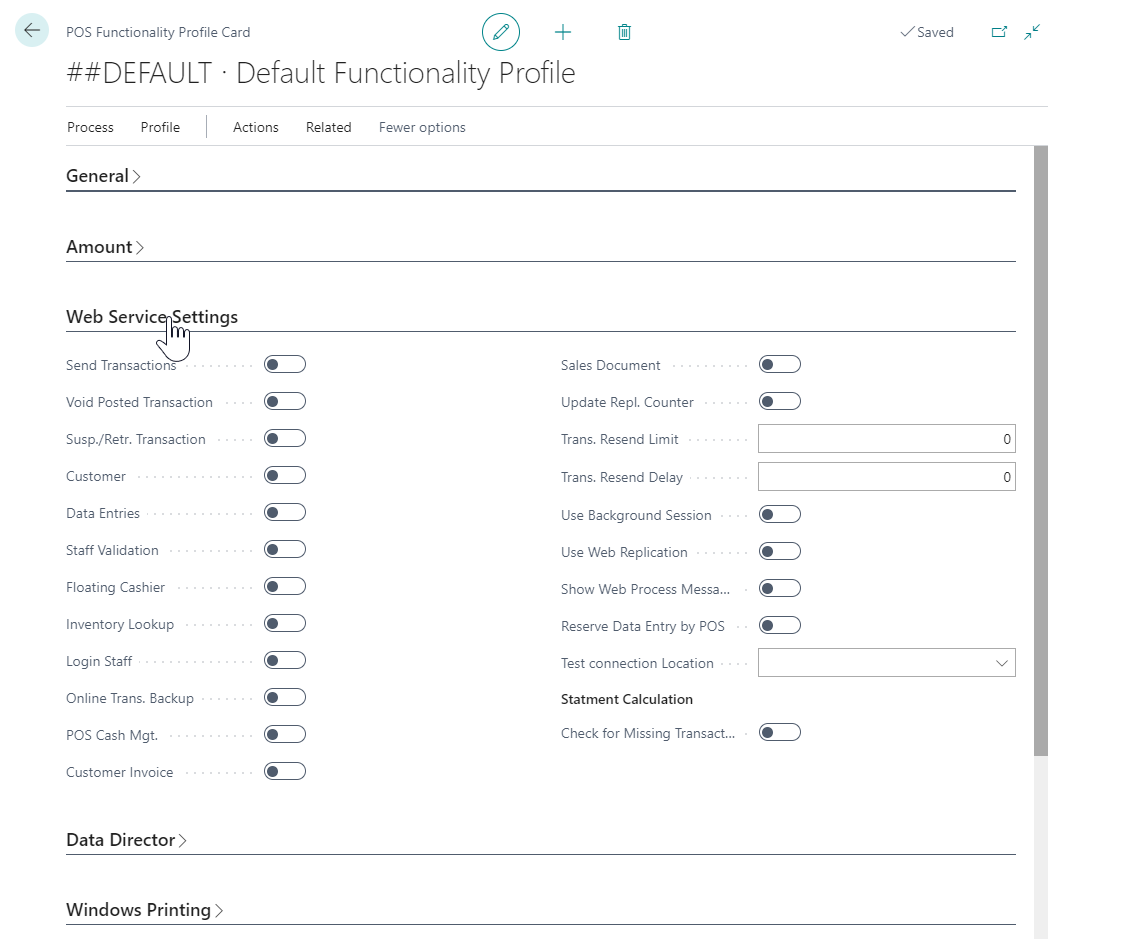 POS Functionality Profile Card
Saved
##DEFAULT · Default Functionality Profile
Process Profile Actions Related Fewer options
General
Amount
Web Service Settings
Send Transactions
Void Posted Transaction
Susp./Retr. Transaction
Customer
Data Entries
Staff Validation
Floating Cashier
Inventory Lookup
Login Staff
Online Trans. Backup
POS Cash Mgt.
Customer Invoice
Sales Document
Update Repl. Counter
Trans. Resend Limit 0
Trans. Resend Delay 0
Use Background Session
Use Web Replication
Show Web Process Messa...
Reserve Data Entry by POS
Test connection Location
Statment Calculation
Check for Missing Transact...
Data Director
Windows Printing